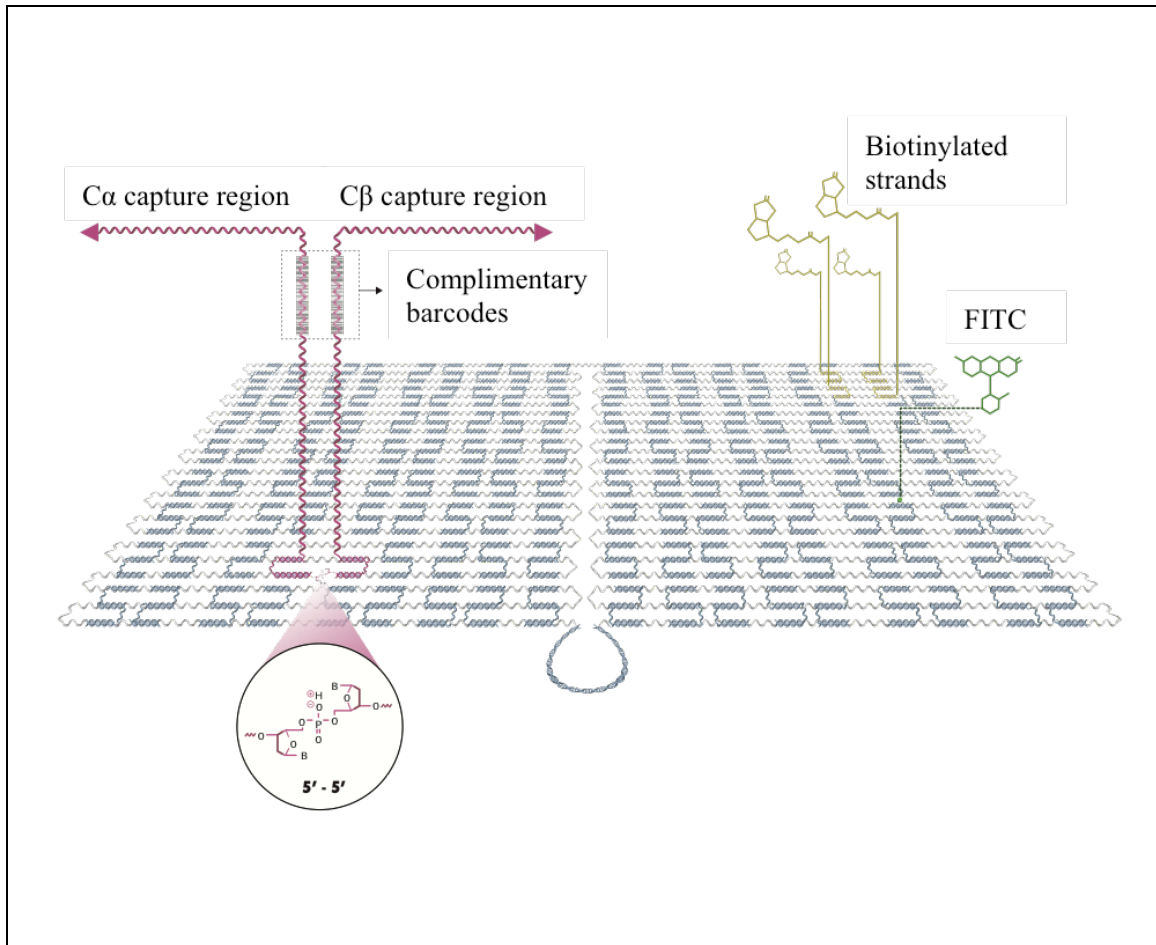 Biotinylated
strands
Cα capture region
Cβ capture region
Complimentary
barcodes
FITC
H
B
O
O
O
O
P
O
O
O
B
O
5' - 5'